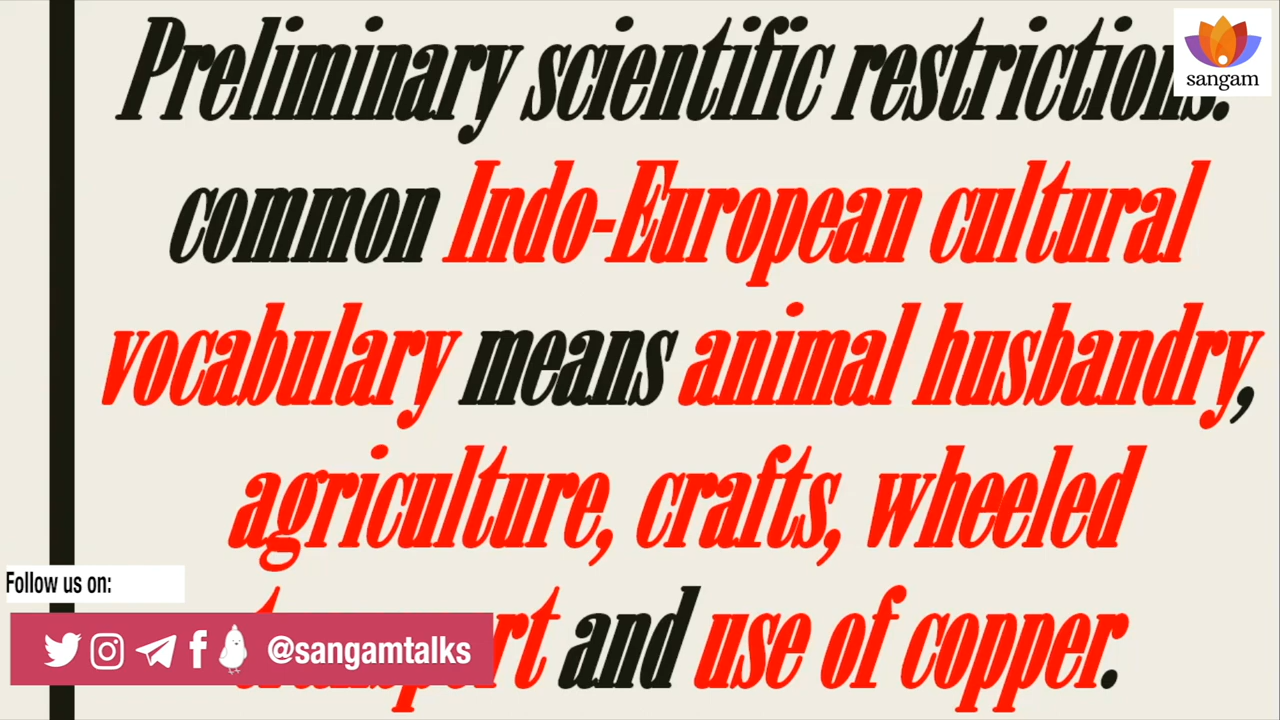 Preliminary scientific restrictions:
common Indo-European cultural
vocabulary means animal husbandry,
agriculture, crafts, wheeled
transport and use of copper.
sangam
Follow us on:
@sangamtalks